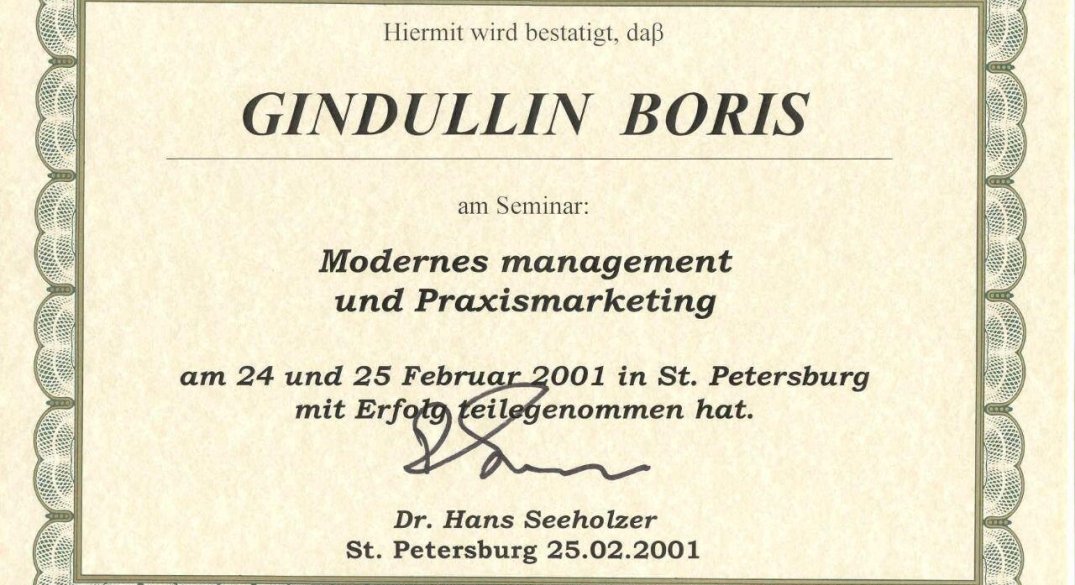 Hiermit wird bestatigt, daβ
GINDULLIN BORIS
am Seminar:
Modernes management
und Praxismarketing
am 24 und 25 Februar 2001 in St. Petersburg
mit Erfolg teilegenommen hat.
Dr. Hans Seeholzer
St. Petersburg 25.02.2001